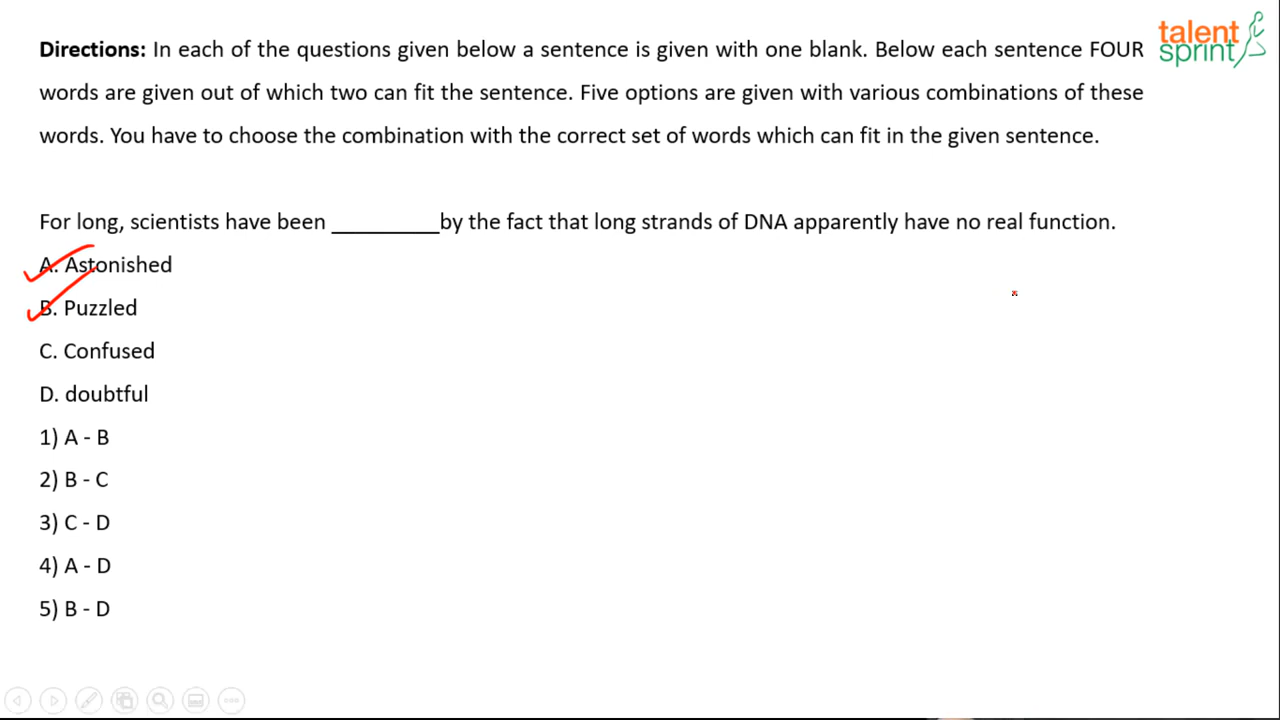 talent
sprint
Directions: In each of the questions given below a sentence is given with one blank. Below each sentence FOUR
words are given out of which two can fit the sentence. Five options are given with various combinations of these
words. You have to choose the combination with the correct set of words which can fit in the given sentence.
For long, scientists have been __________by the fact that long strands of DNA apparently have no real function.
A. Astonished
B. Puzzled
C. Confused
D. doubtful
1) A - B
2) B - C
3) C - D
4) A - D
5) B - D